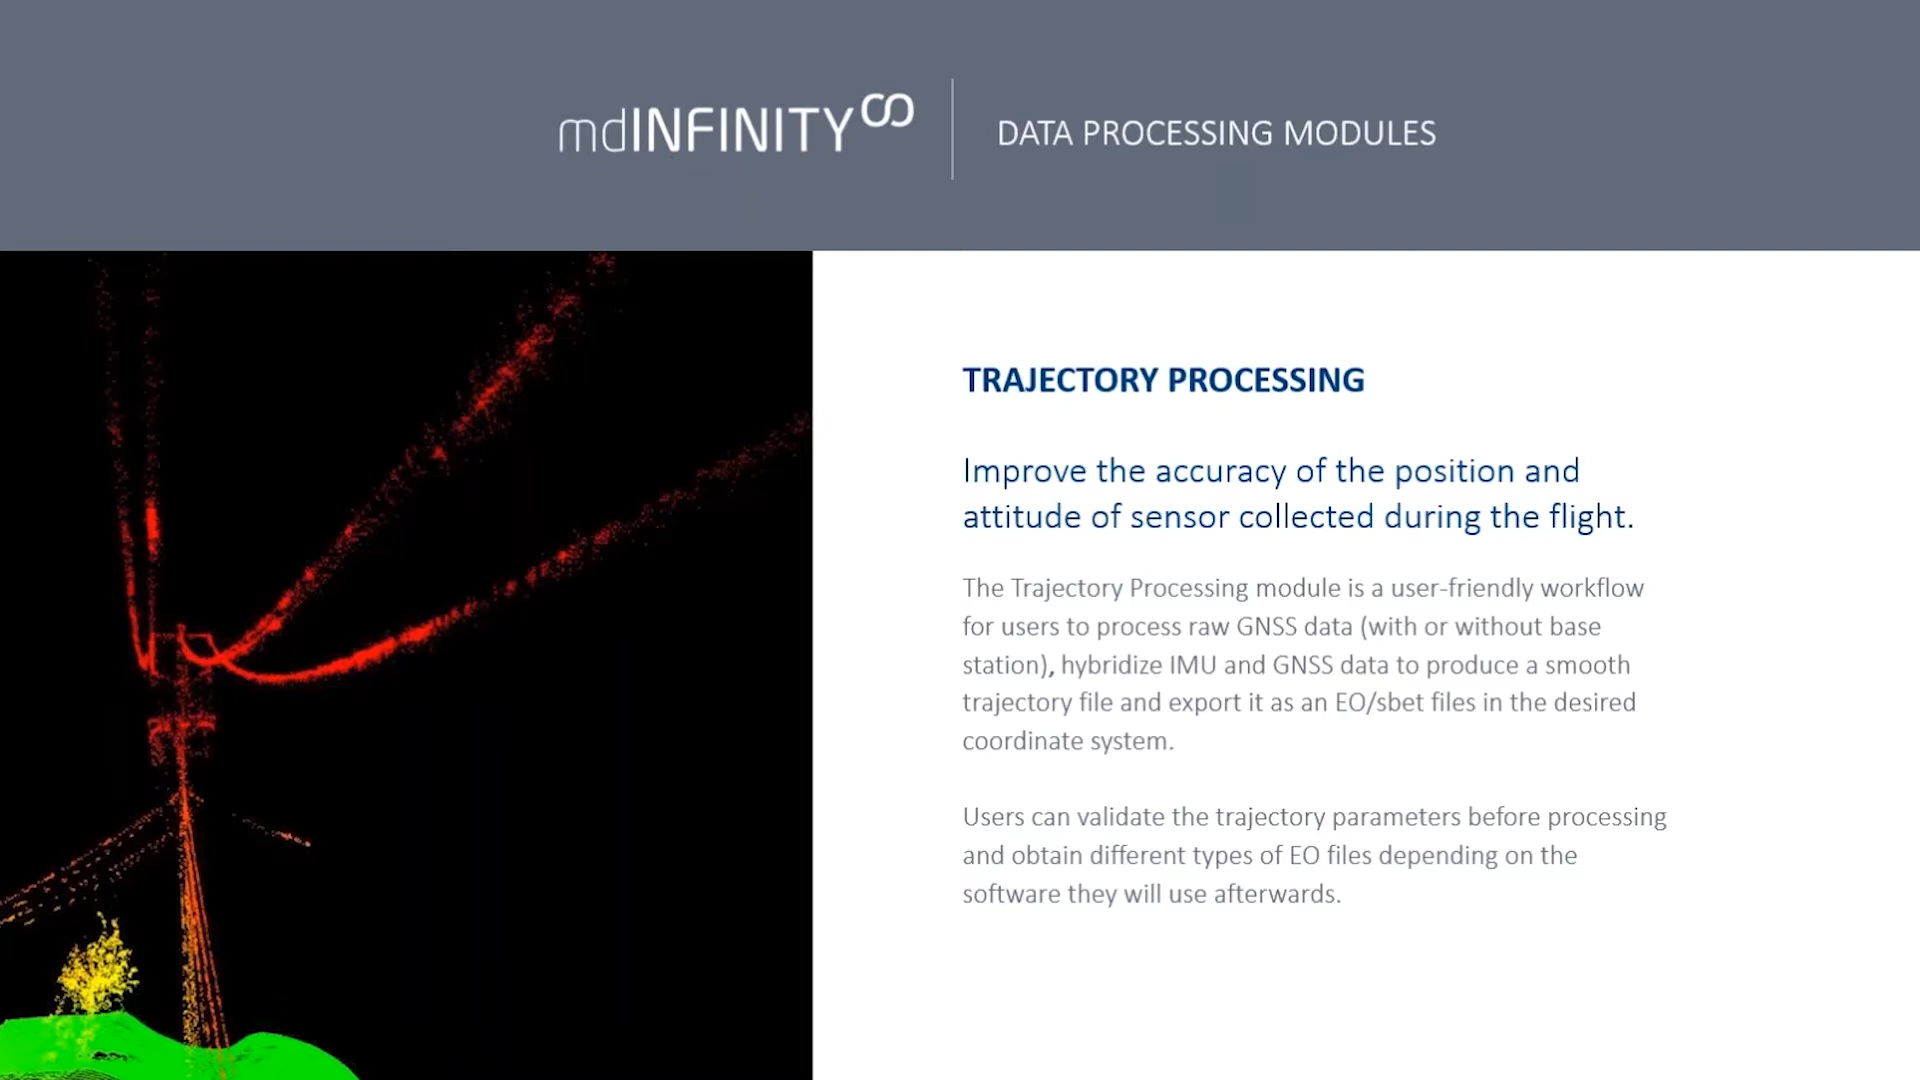 mdINFINITY
DATA PROCESSING MODULES
TRAJECTORY PROCESSING
Improve the accuracy of the position and
attitude of sensor collected during the flight.
The Trajectory Processing module is a user-friendly workflow
for users to process raw GNSS data (with or without base
station), hybridize IMU and GNSS data to produce a smooth
trajectory file and export it as an EO/sbet files in the desired
coordinate system.
Users can validate the trajectory parameters before processing
and obtain different types of EO files depending on the
software they will use afterwards.